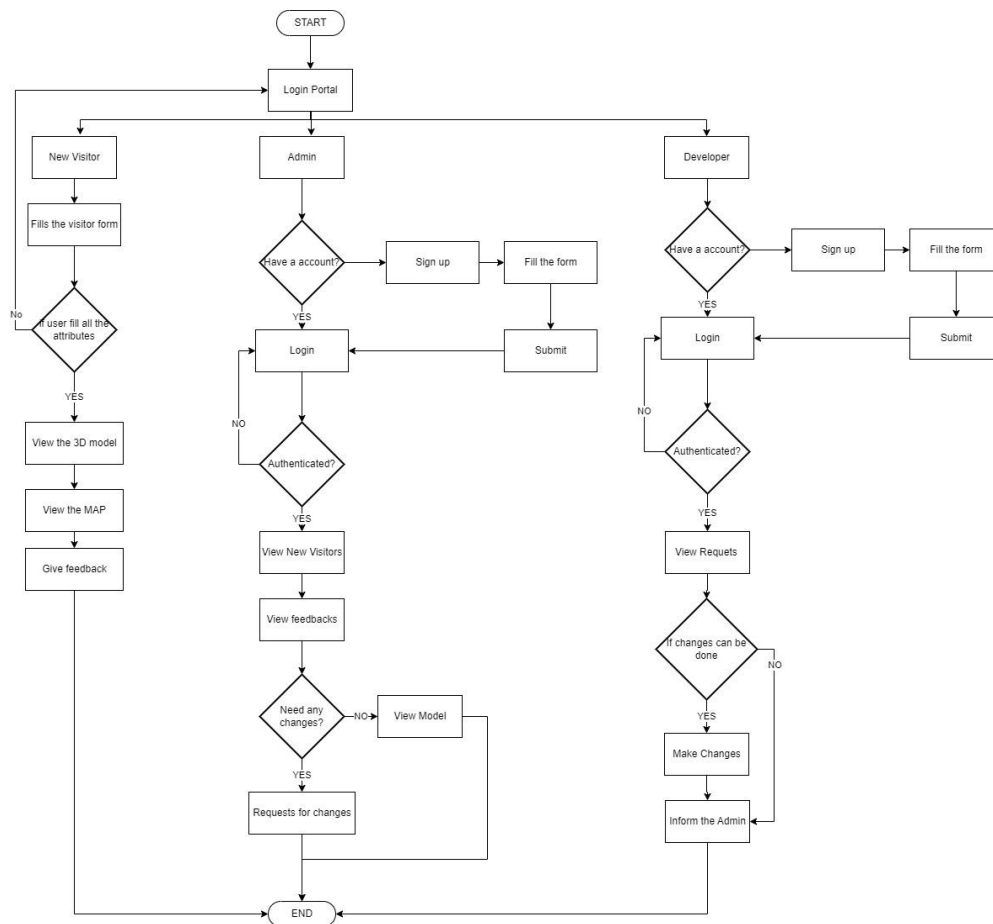 START
Login Portal
New Visitor
Admin
Developer
Fills the visitor form
Have a account?
Sign up
Fill the form
Have a account?
Sign up
Fill the form
No
If user fill all the
attributes
YES
YES
Login
Submit
Login
Submit
YES
NO
NO
View the 3D model
Authenticated?
Authenticated?
View the MAP
YES
YES
Give feedback
View New Visitors
View Requets
View feedbacks
If changes can be
done
NO
Need any
changes?
NO
View Model
YES
Make Changes
YES
Requests for changes
Inform the Admin
END